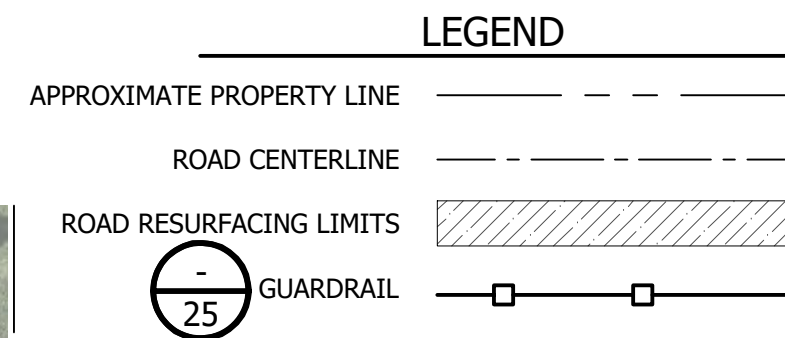 LEGEND
APPROXIMATE PROPERTY LINE
ROAD CENTERLINE
ROAD RESURFACING LIMITS
-
25
GUARDRAIL